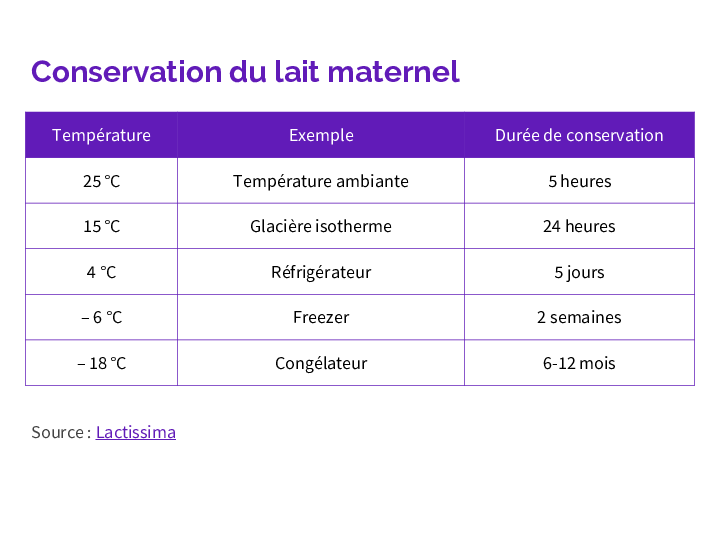 Conservation du lait maternel
Température Exemple Durée de conservation
25 °C Température ambiante 5 heures
15 °C Glacière isotherme 24 heures
4 °C Réfrigérateur 5 jours
– 6 °C Freezer 2 semaines
– 18 °C Congélateur 6-12 mois
Source : Lactissima